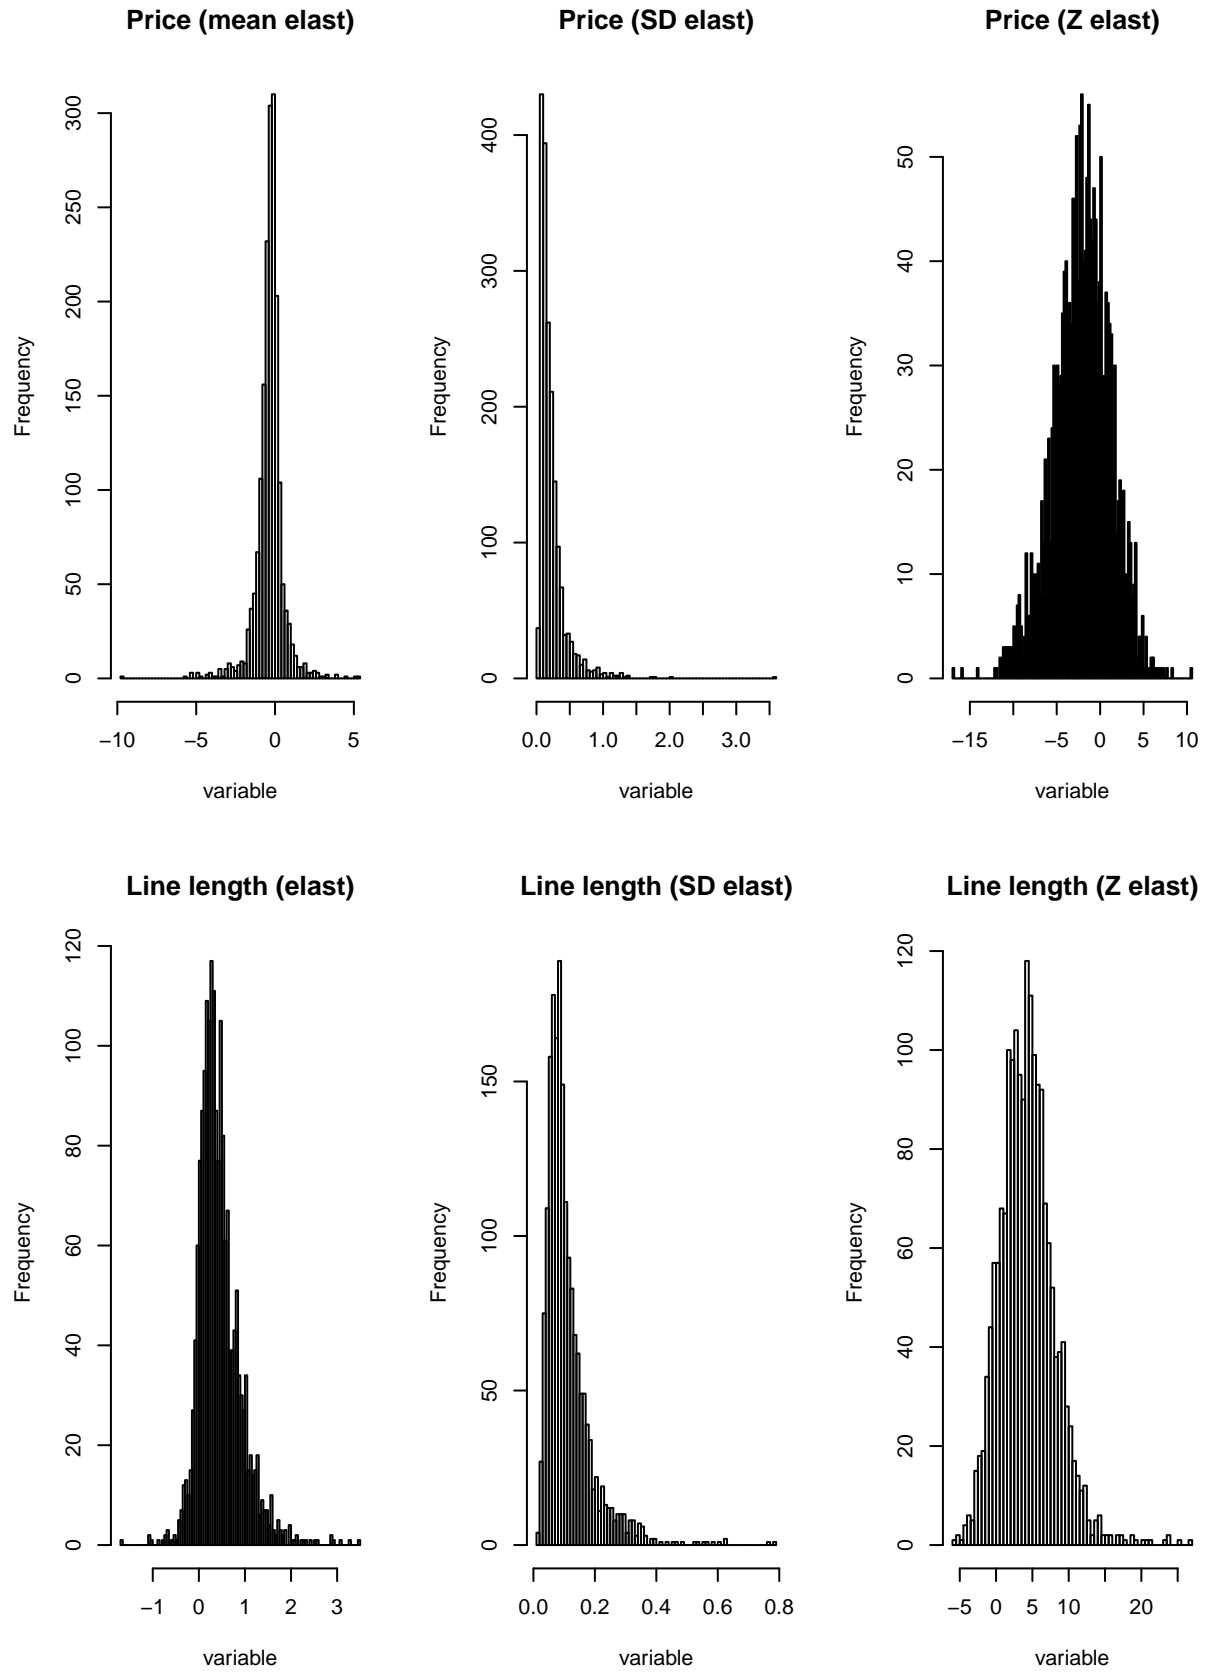 Price (mean elast)
Frequency
0 50 100 150 200 250 300
−10 −5 0 5
variable
Price (SD elast)
Frequency
0 100 200 300 400
0.0 1.0 2.0 3.0
variable
Price (Z elast)
Frequency
0 10 20 30 40 50
−15 −5 0 5 10
variable
Line length (elast)
Frequency
0 20 40 60 80 100 120
−1 0 1 2 3
variable
Line length (SD elast)
Frequency
0 50 100 150
0.0 0.2 0.4 0.6 0.8
variable
Line length (Z elast)
Frequency
0 20 40 60 80 100 120
−5 0 5 10 20
variable